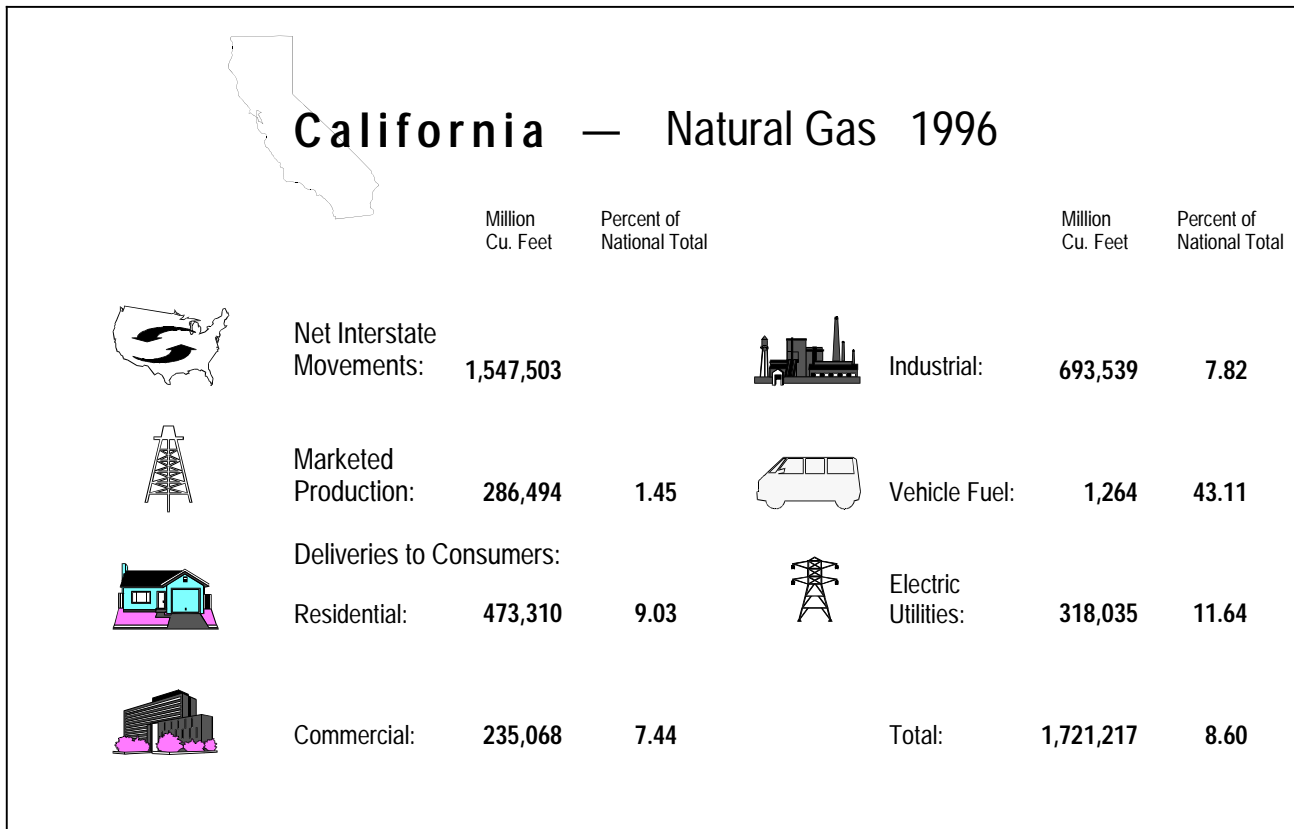 California — Natural Gas 1996
Million Cu. Feet
Percent of National Total
Million Cu. Feet
Percent of National Total
Net Interstate Movements: 1,547,503
Marketed Production: 286,494 1.45
Deliveries to Consumers:
Residential: 473,310 9.03
Commercial: 235,068 7.44
Industrial: 693,539 7.82
Vehicle Fuel: 1,264 43.11
Electric Utilities: 318,035 11.64
Total: 1,721,217 8.60